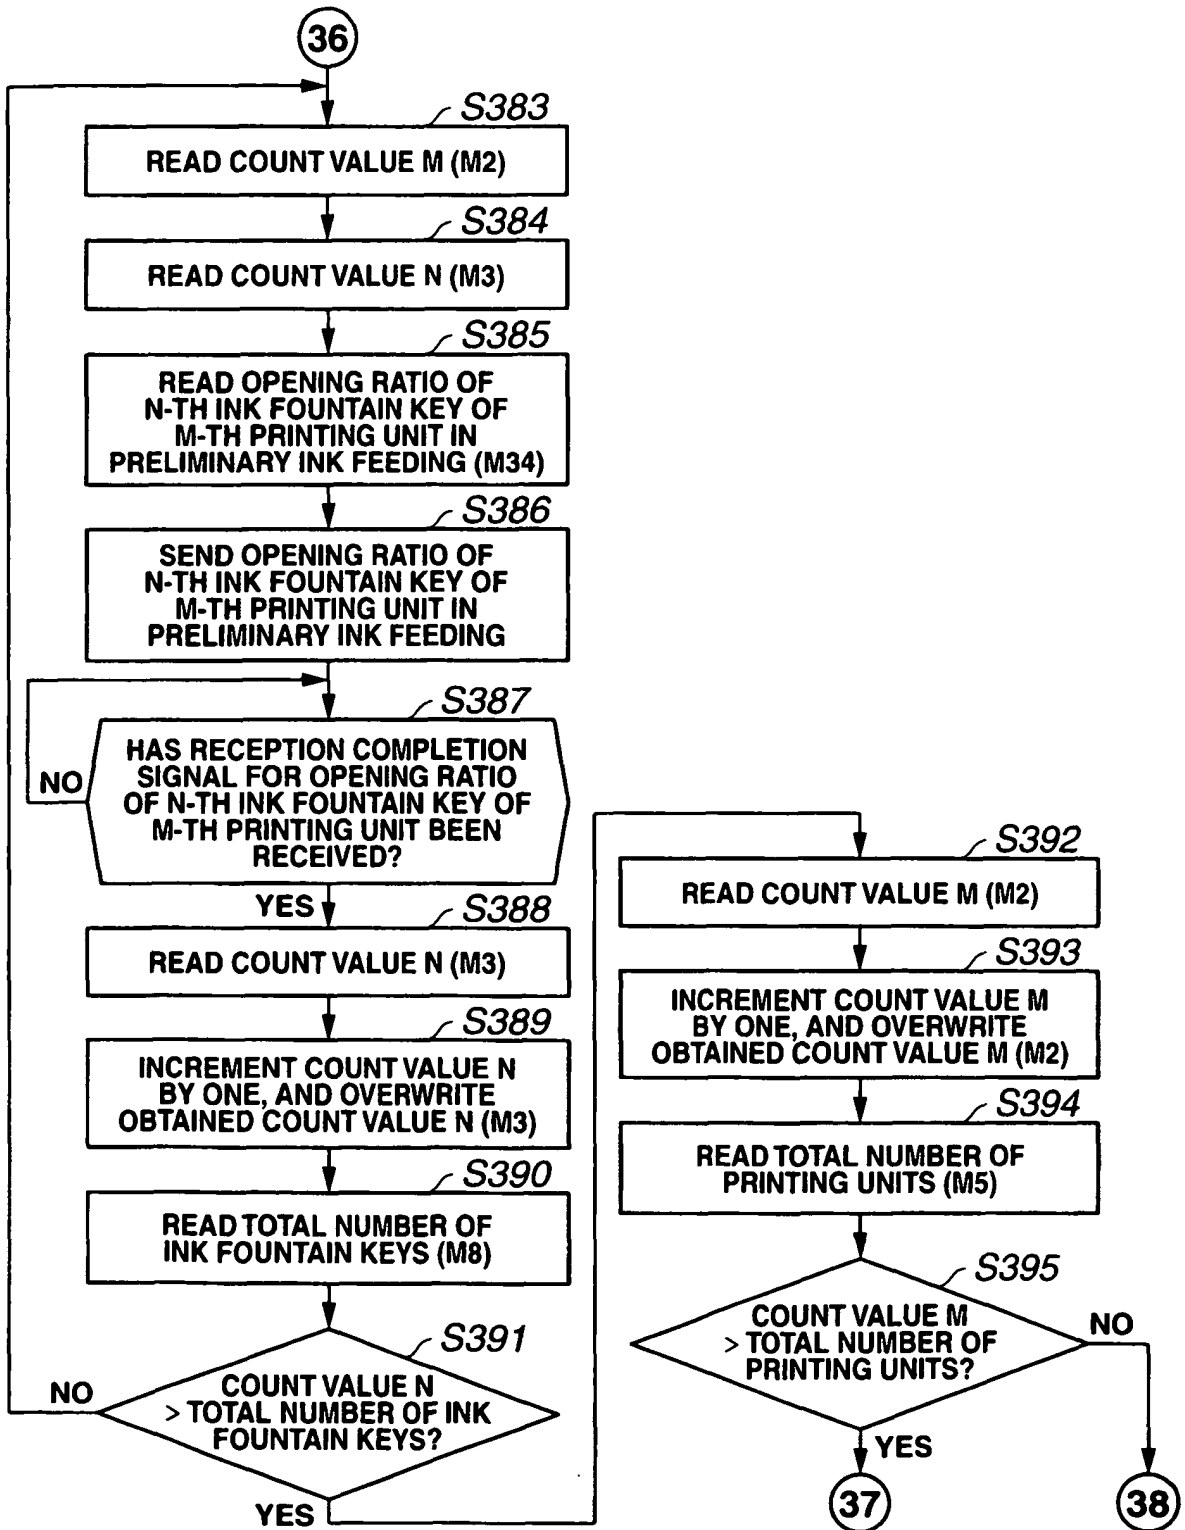 36
S383
READ COUNT VALUE M (M2)
S384
READ COUNT VALUE N (M3)
S385
READ OPENING RATIO OF
N-TH INK FOUNTAIN KEY OF
M-TH PRINTING UNIT IN
PRELIMINARY INK FEEDING (M34)
S386
SEND OPENING RATIO OF
N-TH INK FOUNTAIN KEY OF
M-TH PRINTING UNIT IN
PRELIMINARY INK FEEDING
S387
HAS RECEPTION COMPLETION
SIGNAL FOR OPENING RATIO
OF N-TH INK FOUNTAIN KEY OF
M-TH PRINTING UNIT BEEN
RECEIVED?
NO
YES
S388
READ COUNT VALUE N (M3)
S389
INCREMENT COUNT VALUE N
BY ONE, AND OVERWRITE
OBTAINED COUNT VALUE N (M3)
S390
READ TOTAL NUMBER OF
INK FOUNTAIN KEYS (M8)
S391
COUNT VALUE N
> TOTAL NUMBER OF INK
FOUNTAIN KEYS?
NO
YES
S392
READ COUNT VALUE M (M2)
S393
INCREMENT COUNT VALUE M
BY ONE, AND OVERWRITE
OBTAINED COUNT VALUE M (M2)
S394
READ TOTAL NUMBER OF
PRINTING UNITS (M5)
S395
COUNT VALUE M
> TOTAL NUMBER OF
PRINTING UNITS?
NO
YES
37
38